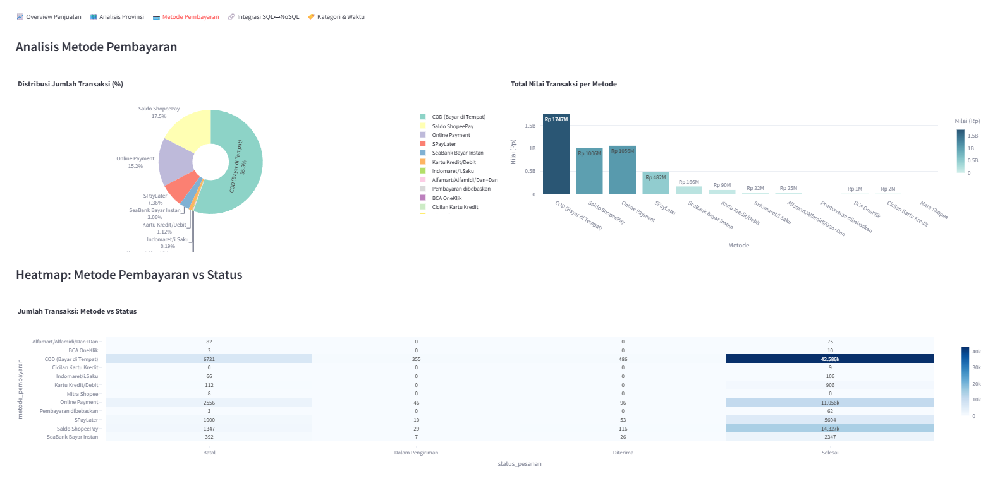 Overview Penjualan Analisis Provinsi Metode Pembayaran Integrasi SQL↔NoSQL Kategori & Waktu
Analisis Metode Pembayaran
Distribusi Jumlah Transaksi (%)
Saldo ShopeePay
17.5%
Online Payment
15.2%
SPayLater
7.36%
SeaBank Bayar Instan
3.06%
Kartu Kredit/Debit
1.12%
Indomaret/i.Saku
0.19%
COD (Bayar di Tempat)
55.3%
COD (Bayar di Tempat)
Saldo ShopeePay
Online Payment
SPayLater
SeaBank Bayar Instan
Kartu Kredit/Debit
Indomaret/i.Saku
Alfamart/Alfamidi/Dan+Dan
Pembayaran dibebaskan
BCA OneKlik
Cicilan Kartu Kredit
Total Nilai Transaksi per Metode
Nilai (Rp)
1.5B
1B
0.5B
0
Rp 1747M
Rp 1006M
Rp 1056M
Rp 482M
Rp 166M
Rp 90M
Rp 22M
Rp 25M
Rp 1M
Rp 2M
COD (Bayar di Tempat)
Saldo ShopeePay
Online Payment
SPayLater
SeaBank Bayar Instan
Kartu Kredit/Debit
Indomaret/i.Saku
Alfamart/Alfamidi/Dan+Dan
Pembayaran dibebaskan
BCA OneKlik
Cicilan Kartu Kredit
Mitra Shopee
Metode
Nilai (Rp)
1.5B
1B
0.5B
0
Heatmap: Metode Pembayaran vs Status
Jumlah Transaksi: Metode vs Status
metode_pembayaran
Alfamart/Alfamidi/Dan+Dan 82 0 0 75
BCA OneKlik 3 0 0 10
COD (Bayar di Tempat) 6721 355 486 42.586k
Cicilan Kartu Kredit 0 0 0 9
Indomaret/i.Saku 66 0 0 106
Kartu Kredit/Debit 112 0 0 906
Mitra Shopee 8 0 0 0
Online Payment 2556 46 96 11.056k
Pembayaran dibebaskan 3 0 0 62
SPayLater 1000 10 53 5604
Saldo ShopeePay 1347 29 116 14.327k
SeaBank Bayar Instan 392 7 26 2347
Batal Dalam Pengiriman Diterima Selesai
status_pesanan
40k
30k
20k
10k
0